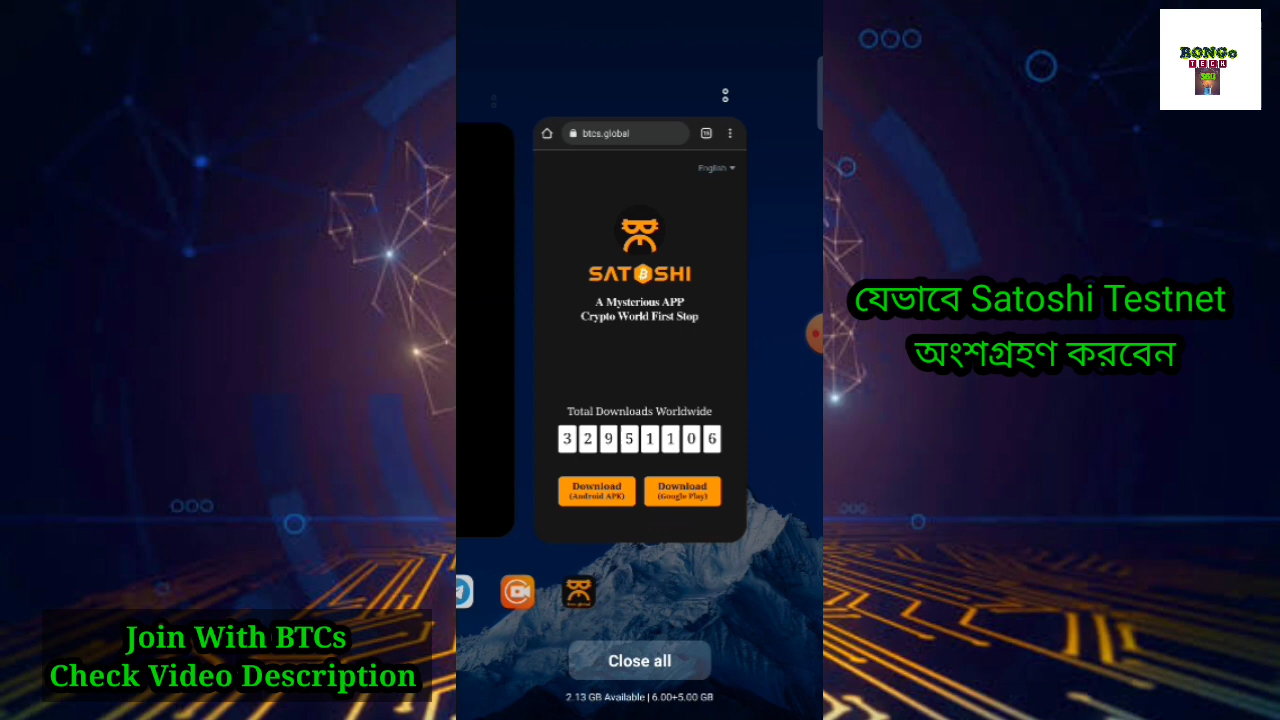 BONGo
TECH
btcs.global
English
SATOSHI
A Mysterious APP
Crypto World First Stop
Total Downloads Worldwide
3 2 9 5 1 1 0 6
Download
(Android APK)
Download
(Google Play)
Close all
2.13 GB Available | 6.00+5.00 GB
যেভাবে Satoshi Testnet
অংশগ্রহণ করবেন
Join With BTCs
Check Video Description